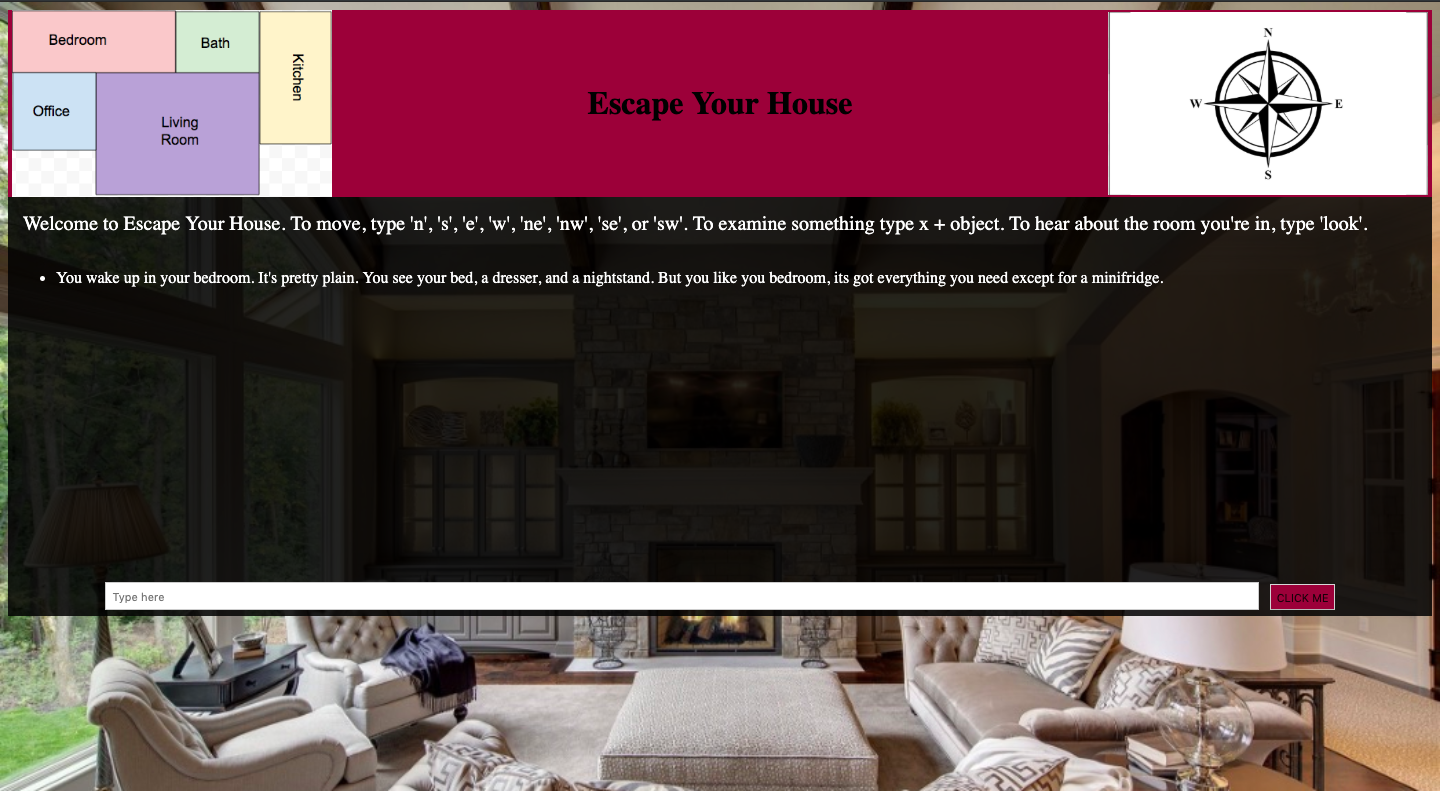 Bedroom
Bath
Kitchen
Office
Living
Room
Escape Your House
N
W
E
S
Welcome to Escape Your House. To move, type 'n', 's', 'e', 'w', 'ne', 'nw', 'se', or 'sw'. To examine something type x + object. To hear about the room you're in, type 'look'.
• You wake up in your bedroom. It's pretty plain. You see your bed, a dresser, and a nightstand. But you like you bedroom, its got everything you need except for a minifridge.
Type here
CLICK ME